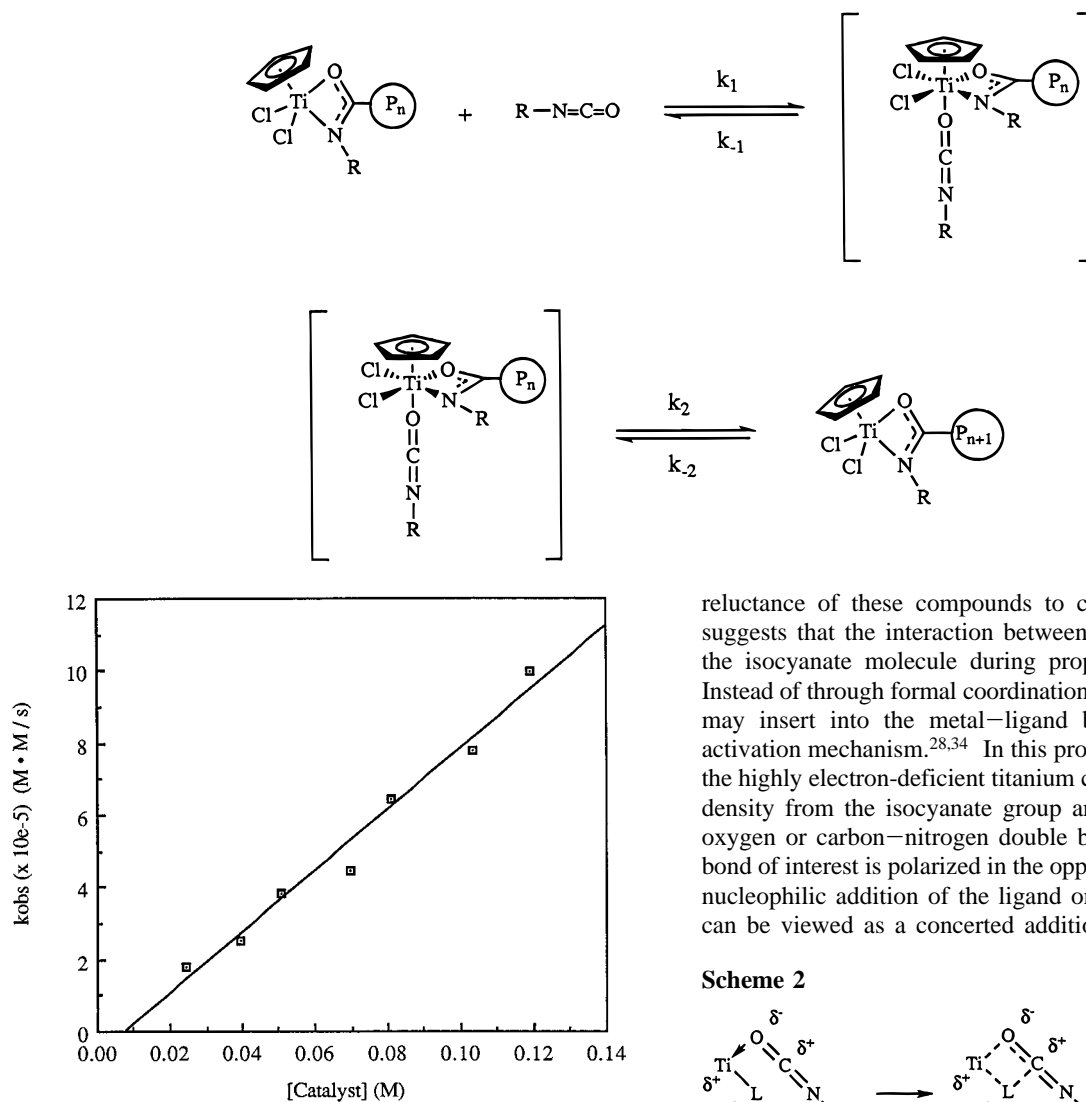 Cl
Cl
Ti
O
N
R
Pn
+
R—N=C=O
k1
k-1
Cl
Cl
Ti
O
N
R
Pn
O
C
N
R
Cl
Cl
Ti
O
N
R
Pn
O
C
N
R
k2
k-2
Cl
Cl
Ti
O
N
R
Pn+1
kobs (x 10e-5) (M • M / s)
12
10
8
6
4
2
0
0.00 0.02 0.04 0.06 0.08 0.10 0.12 0.14
[Catalyst] (M)
reluctance of these compounds to c
suggests that the interaction between
the isocyanate molecule during prop
Instead of through formal coordination
may insert into the metal−ligand b
activation mechanism.28,34 In this pro
the highly electron-deficient titanium c
density from the isocyanate group an
oxygen or carbon−nitrogen double b
bond of interest is polarized in the opp
nucleophilic addition of the ligand or
can be viewed as a concerted additio
Scheme 2
δ-
O
δ+
C
Ti
δ+
L
N
δ-
O
δ+
C
Ti
δ+
L
N